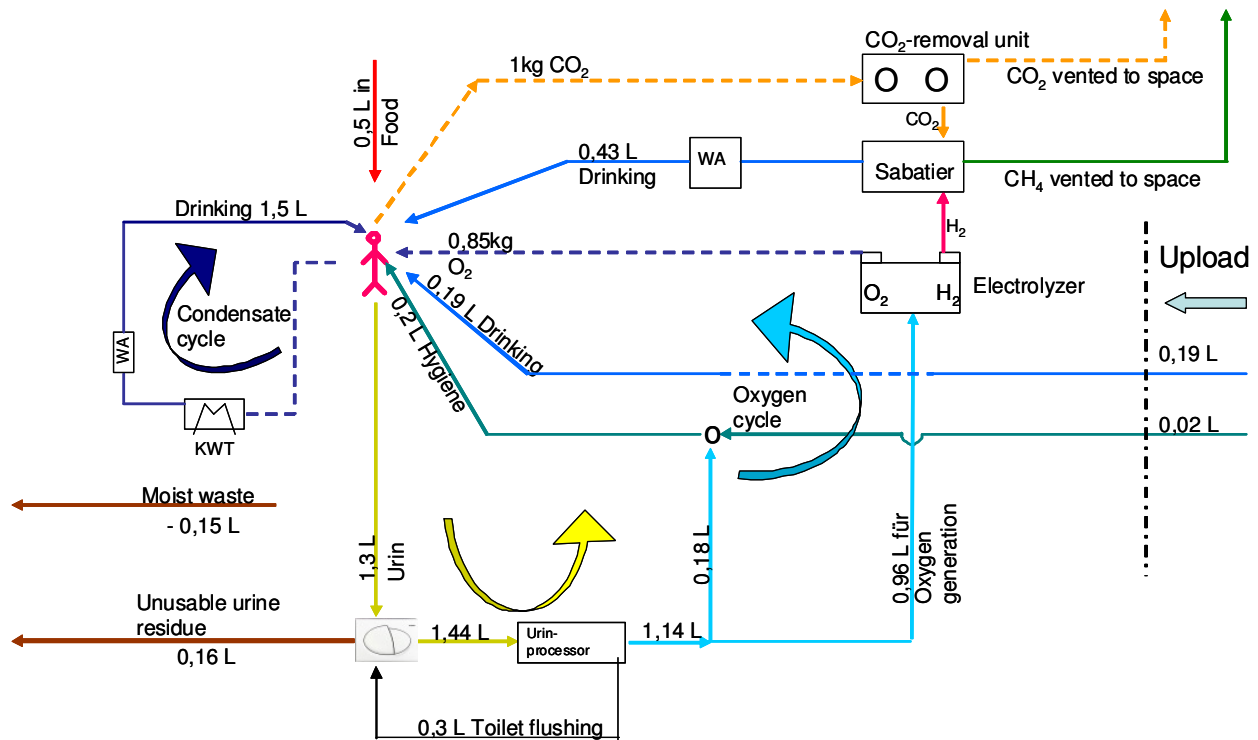 CO₂-removal unit
1kg CO₂
O O
CO₂ vented to space
0,5 L in
Food
CO₂
0,43 L
Drinking
WA
Sabatier
CH₄ vented to space
Drinking 1,5 L
H₂
0,85kg
O₂
Upload
Electrolyzer
O₂
H₂
0,19 L Drinking
Condensate
cycle
0,2 L Hygiene
WA
0,19 L
Oxygen
cycle
KWT
O
0,02 L
Moist waste
- 0,15 L
1,3 L
Urin
0,18 L
0,96 L für
Oxygen
generation
Unusable urine
residue
0,16 L
1,44 L
Urin-
processor
1,14 L
0,3 L Toilet flushing